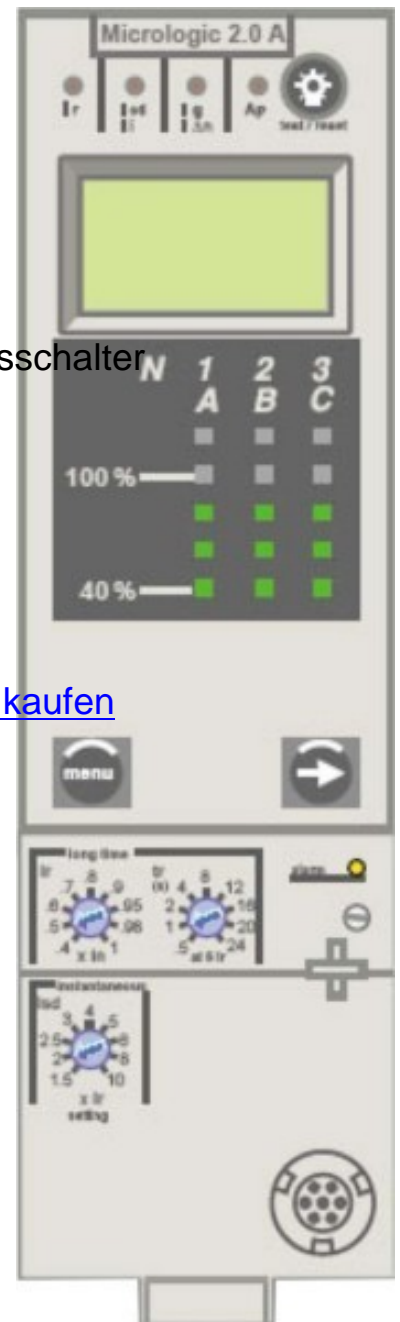 Micrologic 2.0 A
Ir Isd Ii Ig IΔn Ap test / reset
sschalter
N 1 2 3
A B C
100 %
40 %
kaufen
menu
long time
alarm
Ir
.4 .5 .6 .7 .8 .9 .95 .98 1
x In
tr
(s)
.5 1 2 4 8 12 16 20 24
at 6 Ir
instantaneous
Isd
1.5 2 2.5 3 4 5 6 8 10
x Ir
setting